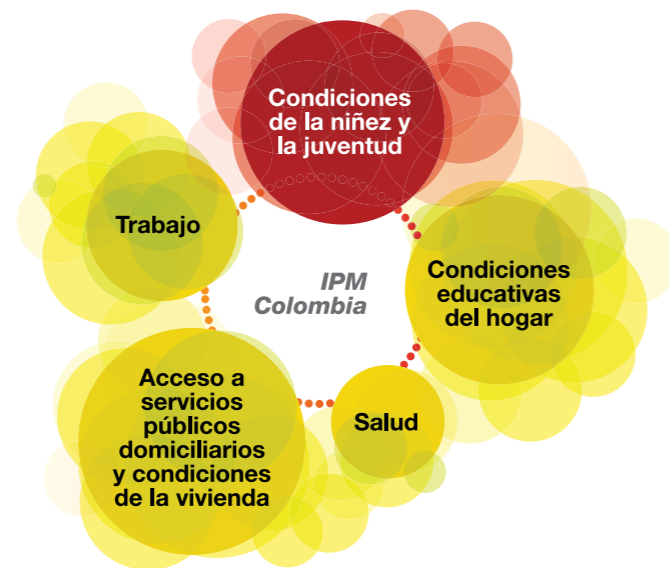 Condiciones
de la niñez y
la juventud
Trabajo
IPM
Colombia
Condiciones
educativas
del hogar
Acceso a
servicios
públicos
domiciliarios
y condiciones
de la vivienda
Salud